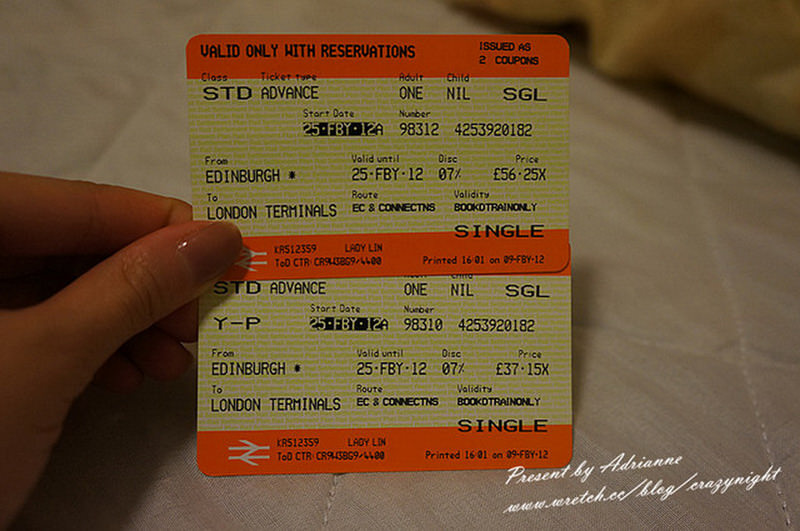 VALID ONLY WITH RESERVATIONS ISSUED AS
2 COUPONS
Class Ticket type Adult Child
STD ADVANCE ONE NIL SGL
Start Date Number
25·FBY·12A 98312 4253920182
From Valid until Disc Price
EDINBURGH * 25·FBY·12 07% £56·25X
To Route Validity
LONDON TERMINALS EC & CONNECTNS BOOKDTRAINONLY
SINGLE
KR512359 LADY LIN
ToD CTR: CR9W3BG9/4400 Printed 16·01 on 09·FBY·12
STD ADVANCE ONE NIL SGL
Start Date Number
Y-P 25·FBY·12A 98310 4253920182
From Valid until Disc Price
EDINBURGH * 25·FBY·12 07% £37·15X
To Route Validity
LONDON TERMINALS EC & CONNECTNS BOOKDTRAINONLY
SINGLE
KR512359 LADY LIN
ToD CTR: CR9W3BG9/4400 Printed 16·01 on 09·FBY·12
Present by Adrianne
www.wretch.cc/blog/crazynight